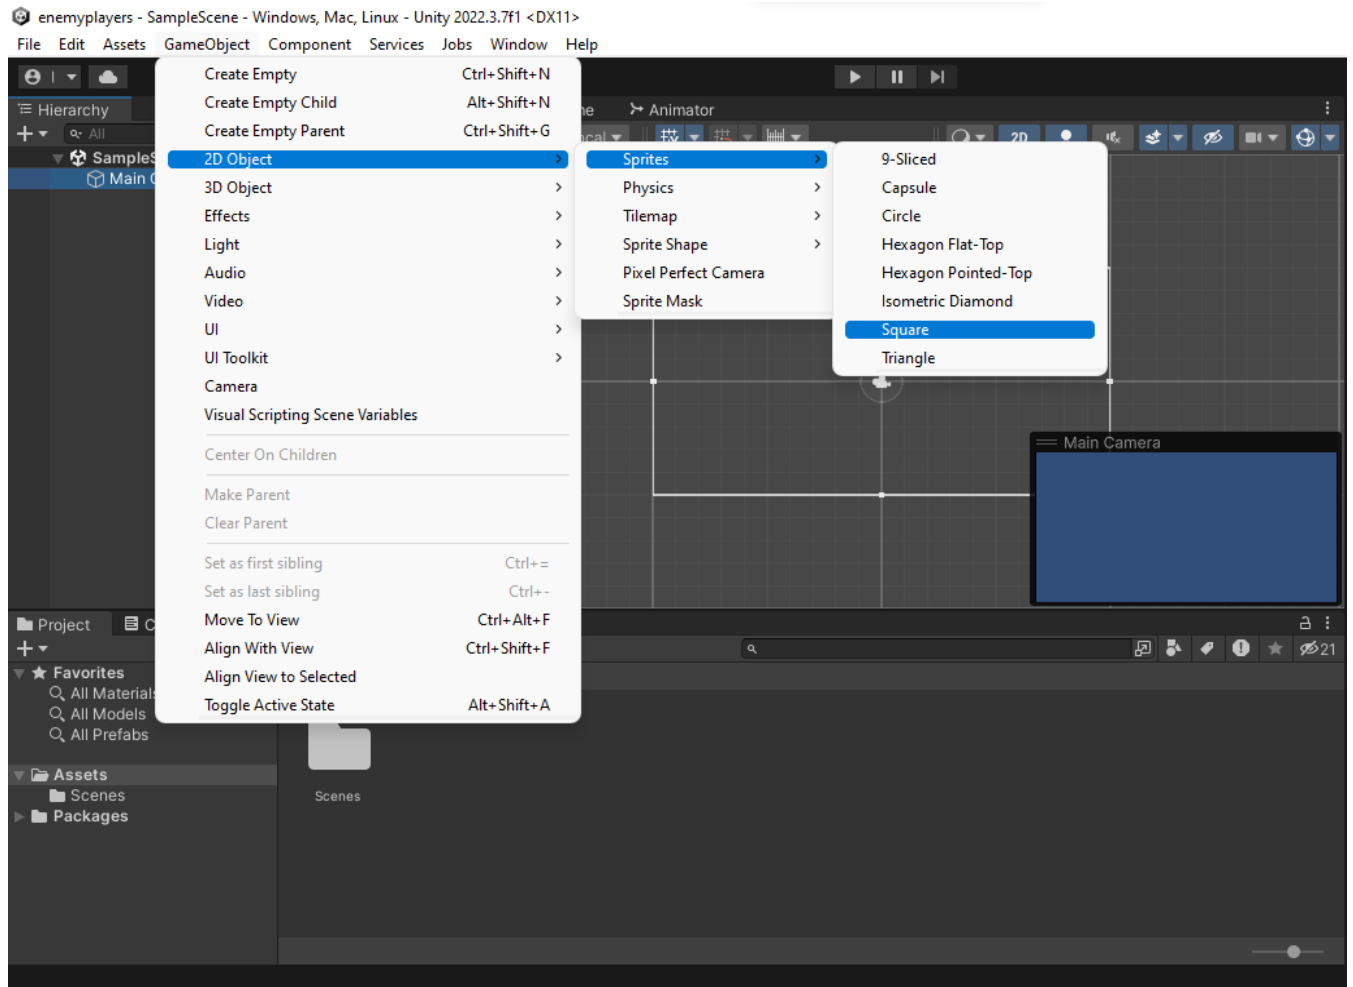 enemyplayers - SampleScene - Windows, Mac, Linux - Unity 2022.3.7f1 <DX11>
File Edit Assets GameObject Component Services Jobs Window Help
Hierarchy
Animator
All
2D
SampleS
Main C
Create Empty Ctrl+Shift+N
Create Empty Child Alt+Shift+N
Create Empty Parent Ctrl+Shift+G
2D Object
3D Object
Effects
Light
Audio
Video
UI
UI Toolkit
Camera
Visual Scripting Scene Variables
Center On Children
Make Parent
Clear Parent
Set as first sibling Ctrl+=
Set as last sibling Ctrl+-
Move To View Ctrl+Alt+F
Align With View Ctrl+Shift+F
Align View to Selected
Toggle Active State Alt+Shift+A
Sprites
Physics
Tilemap
Sprite Shape
Pixel Perfect Camera
Sprite Mask
9-Sliced
Capsule
Circle
Hexagon Flat-Top
Hexagon Pointed-Top
Isometric Diamond
Square
Triangle
Main Camera
Project C
21
Favorites
All Materials
All Models
All Prefabs
Assets
Scenes
Packages
Scenes